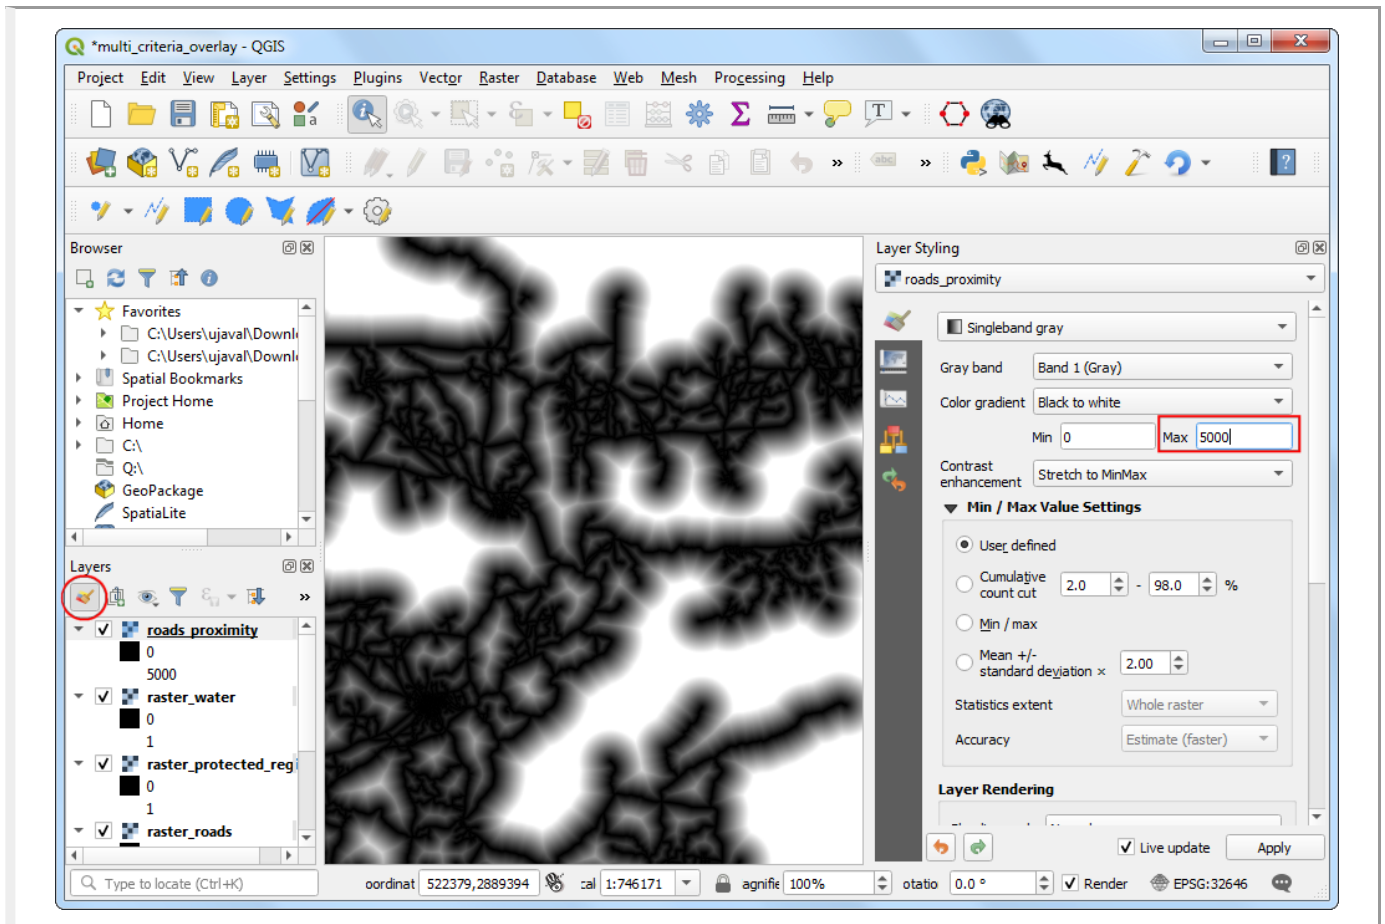 *multi_criteria_overlay - QGIS
Project Edit View Layer Settings Plugins Vector Raster Database Web Mesh Processing Help
Browser
Favorites
C:\Users\ujaval\Downl
C:\Users\ujaval\Downl
Spatial Bookmarks
Project Home
Home
C:\
Q:\
GeoPackage
SpatiaLite
Layers
roads_proximity
0
5000
raster_water
0
1
raster_protected_regi
0
1
raster_roads
Layer Styling
roads_proximity
Singleband gray
Gray band Band 1 (Gray)
Color gradient Black to white
Min 0 Max 5000
Contrast
enhancement Stretch to MinMax
Min / Max Value Settings
User defined
Cumulative
count cut 2.0 - 98.0 %
Min / max
Mean +/-
standard deviation × 2.00
Statistics extent Whole raster
Accuracy Estimate (faster)
Layer Rendering
Live update Apply
Type to locate (Ctrl+K) oordinat 522379,2889394 :al 1:746171 agnifie 100% otatio 0.0 ° Render EPSG:32646